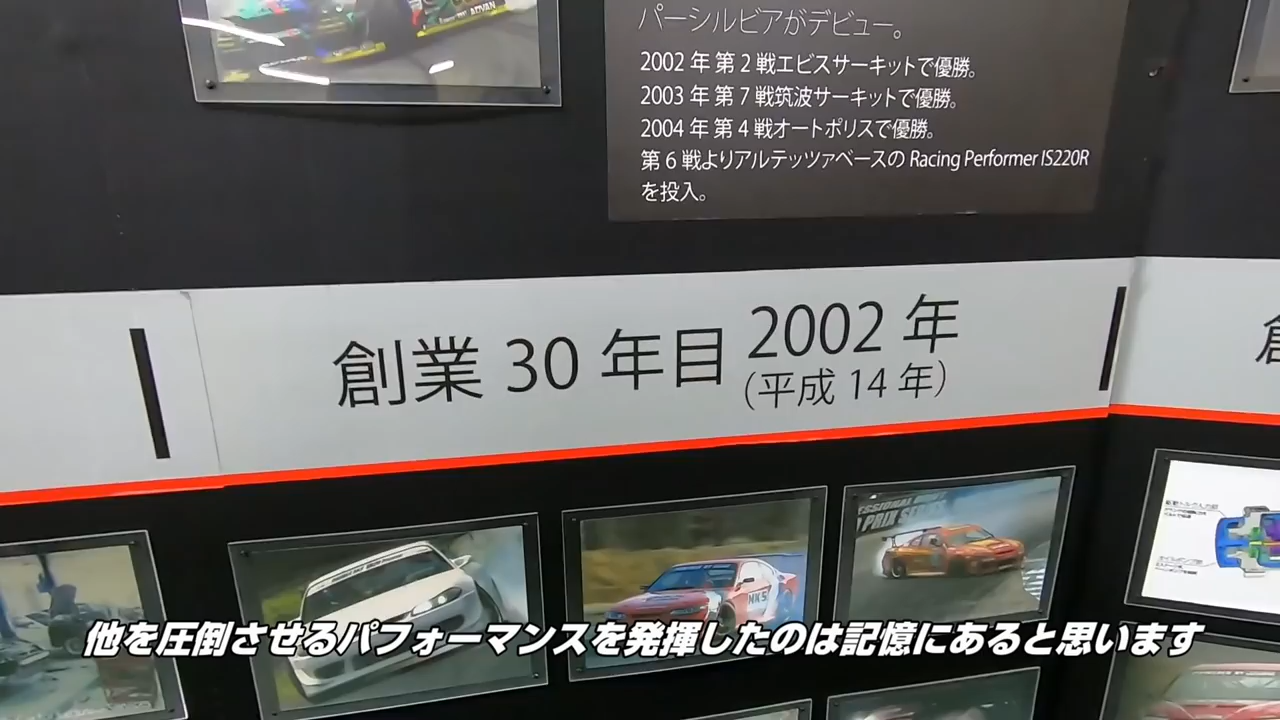 ADVAN
パーシルビアがデビュー。
2002 年 第 2 戦エビスサーキットで優勝。
2003 年 第 7 戦筑波サーキットで優勝。
2004 年 第 4 戦オートポリスで優勝。
第 6 戦よりアルテッツァベースの Racing Performer IS220R
を投入。
創業 30 年目 2002 年
(平成 14 年)
創
PRIX SER
HKS
他を圧倒させるパフォーマンスを発揮したのは記憶にあると思います